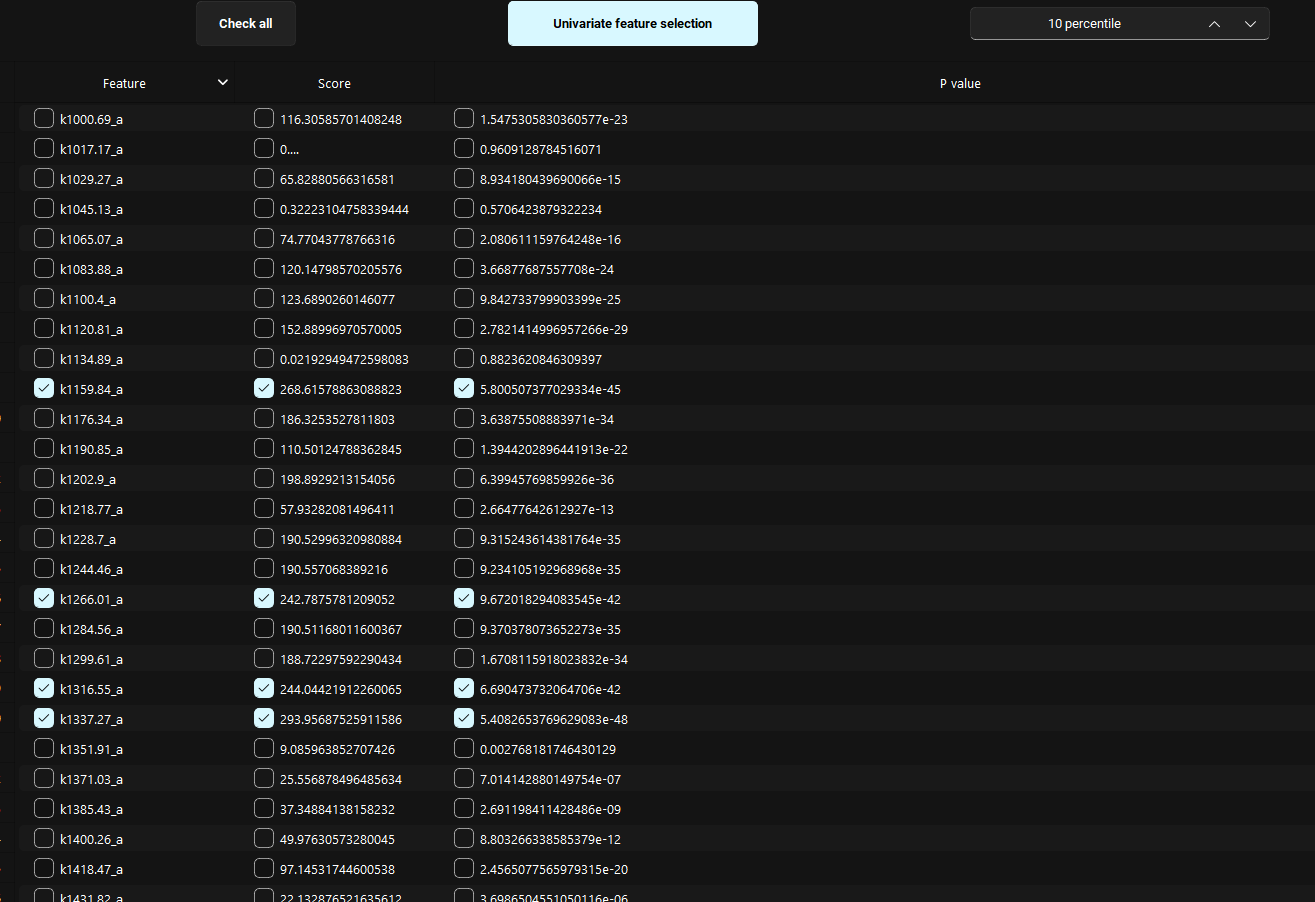 Check all Univariate feature selection 10 percentile
Feature Score P value
k1000.69_a 116.30585701408248 1.5475305830360577e-23
k1017.17_a 0.... 0.9609128784516071
k1029.27_a 65.82880566316581 8.934180439690066e-15
k1045.13_a 0.32223104758339444 0.5706423879322234
k1065.07_a 74.77043778766316 2.080611159764248e-16
k1083.88_a 120.14798570205576 3.66877687557708e-24
k1100.4_a 123.6890260146077 9.842733799903399e-25
k1120.81_a 152.88996970570005 2.7821414996957266e-29
k1134.89_a 0.02192949472598083 0.8823620846309397
k1159.84_a 268.61578863088823 5.800507377029334e-45
k1176.34_a 186.3253527811803 3.63875508883971e-34
k1190.85_a 110.50124788362845 1.3944202896441913e-22
k1202.9_a 198.8929213154056 6.39945769859926e-36
k1218.77_a 57.93282081496411 2.66477642612927e-13
k1228.7_a 190.52996320980884 9.315243614381764e-35
k1244.46_a 190.557068389216 9.234105192968968e-35
k1266.01_a 242.7875781209052 9.672018294083545e-42
k1284.56_a 190.51168011600367 9.370378073652273e-35
k1299.61_a 188.72297592290434 1.6708115918023832e-34
k1316.55_a 244.04421912260065 6.690473732064706e-42
k1337.27_a 293.95687525911586 5.4082653769629083e-48
k1351.91_a 9.085963852707426 0.002768181746430129
k1371.03_a 25.556878496485634 7.014142880149754e-07
k1385.43_a 37.34884138158232 2.691198411428486e-09
k1400.26_a 49.97630573280045 8.803266338585379e-12
k1418.47_a 97.14531744600538 2.4565077565979315e-20
k1431.82_a 22.132876521635612 3.6986504551050116e-06